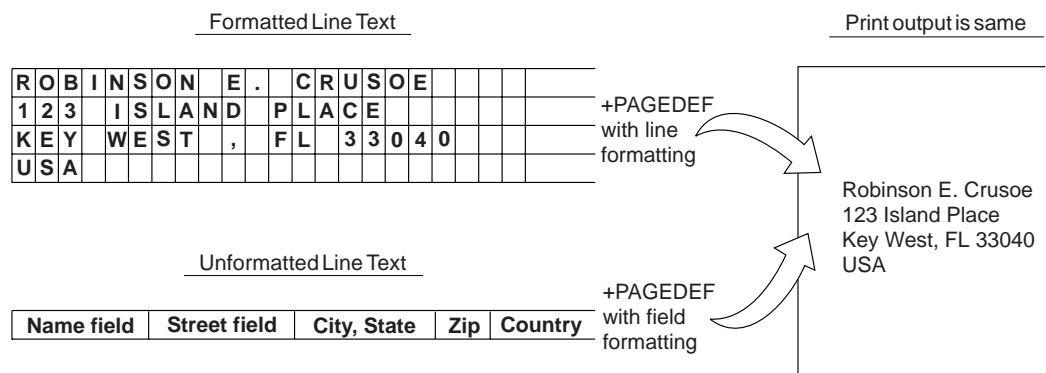 Formatted Line Text
Print output is same
ROBINSON E. CRUSOE
123 ISLAND PLACE
KEY WEST , FL 33040
USA
+PAGEDEF
with line
formatting
Robinson E. Crusoe
123 Island Place
Key West, FL 33040
USA
Unformatted Line Text
Name field Street field City, State Zip Country
+PAGEDEF
with field
formatting